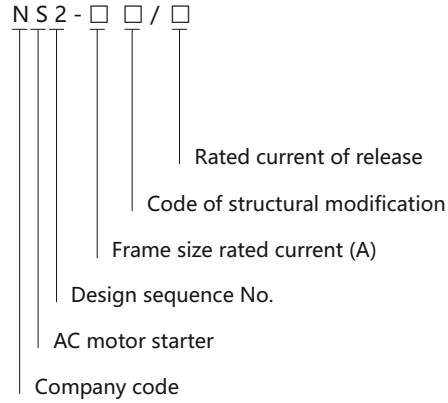 N S 2 - □ □ / □
Rated current of release
Code of structural modification
Frame size rated current (A)
Design sequence No.
AC motor starter
Company code